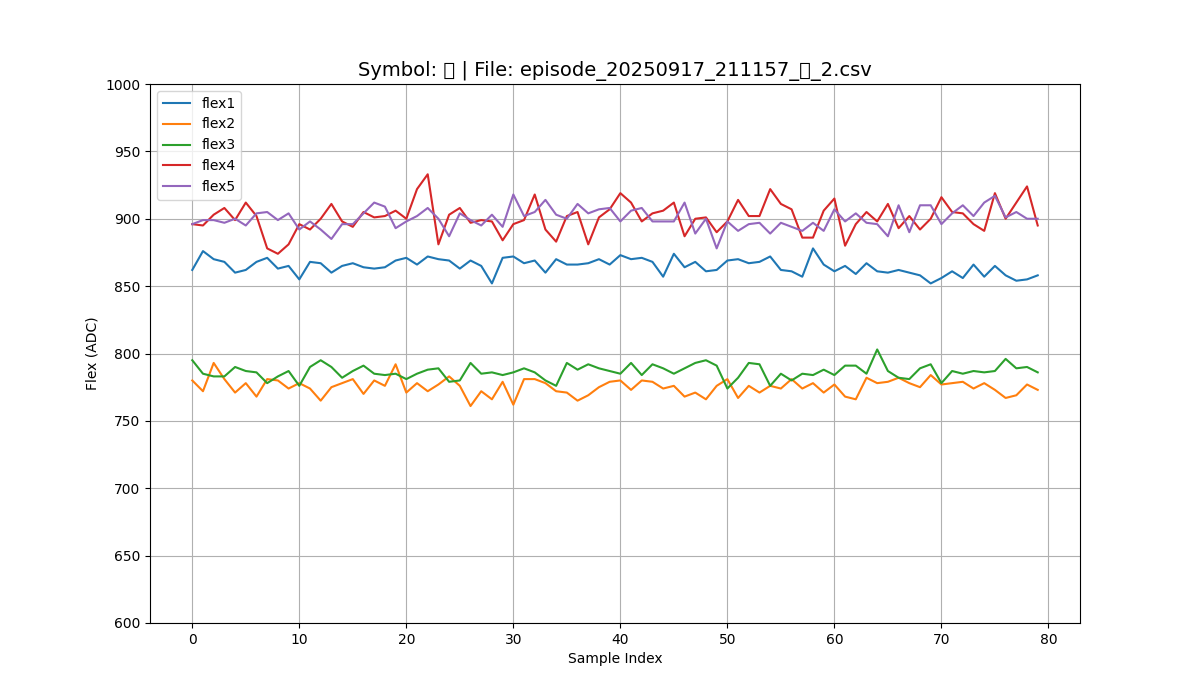 Symbol: ▯ | File: episode_20250917_211157_▯_2.csv
1000
950
900
850
800
750
700
650
600
flex1
flex2
flex3
flex4
flex5
Flex (ADC)
0 10 20 30 40 50 60 70 80
Sample Index